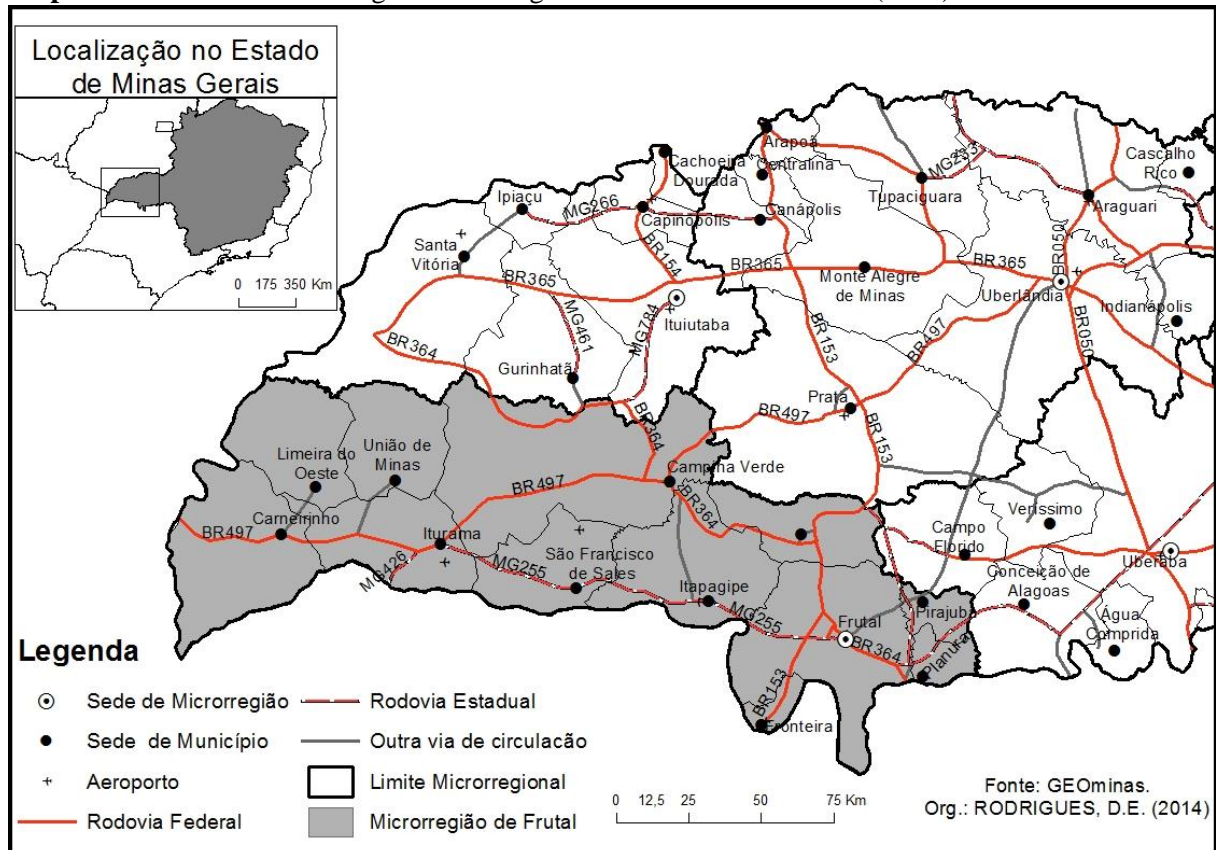 Localização no Estado
de Minas Gerais
0 175 350 Km
Arapoã
Cachoeira
Dourada
Centralina
MG233
Cascalho
Rico
Ipiaçu
MG266
Tupaciguara
Araguari
Capinópolis
Canápolis
Santa
Vitória
BR154
BR050
BR365
BR365
BR365
Monte Alegre
de Minas
Uberlândia
Indianápolis
Ituiutaba
MG461
MG784
BR153
BR497
BR050
BR364
Gurinhatã
Prata
BR497
BR364
BR153
Limeira do
Oeste
União de
Minas
Campina Verde
BR497
BR364
Veríssimo
BR497
Carneirinho
Iturama
Campo
Florido
Uberaba
MG426
MG255
São Francisco
de Sales
Itapagipe
Conceição de
Alagoas
MG255
Frutal
Pirajuba
Água
Comprida
BR364
Planura
BR153
Fronteira
Legenda
Sede de Microrregião
Rodovia Estadual
Sede de Município
Outra via de circulacão
Aeroporto
Limite Microrregional
Rodovia Federal
Microrregião de Frutal
0 12,5 25 50 75 Km
Fonte: GEOminas.
Org.: RODRIGUES, D.E. (2014)